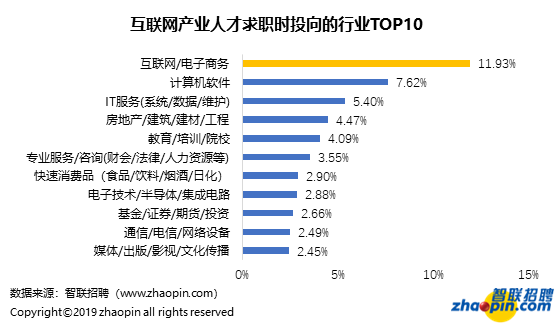 互联网产业人才求职时投向的行业TOP10
互联网/电子商务 11.93%
计算机软件 7.62%
IT服务(系统/数据/维护) 5.40%
房地产/建筑/建材/工程 4.47%
教育/培训/院校 4.09%
专业服务/咨询(财会/法律/人力资源等) 3.55%
快速消费品（食品/饮料/烟酒/日化） 2.90%
电子技术/半导体/集成电路 2.88%
基金/证券/期货/投资 2.66%
通信/电信/网络设备 2.49%
媒体/出版/影视/文化传播 2.45%
0% 5% 10% 15%
数据来源：智联招聘（www.zhaopin.com）
Copyright©2019 zhaopin all rights reserved
智联招聘
zhaopin.com